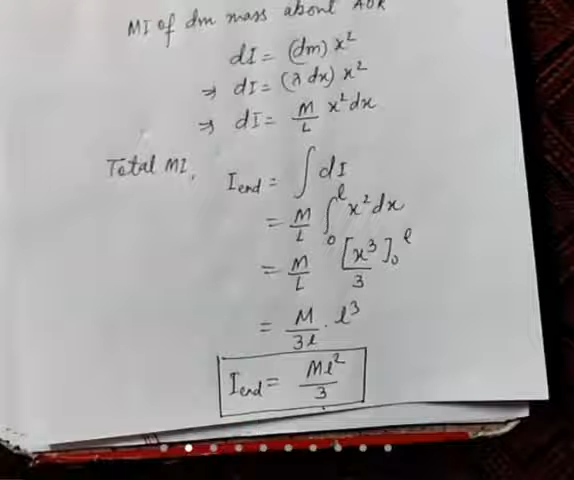 MI of dm mass about AOR
dI = (dm) x²
⇒ dI = (λ dx) x²
⇒ dI = M/L x² dx
Total MI, I_end = ∫ dI
= M/L ∫₀^l x² dx
= M/L [x³/3]₀^l
= M/3l . l³
I_end = Ml²/3